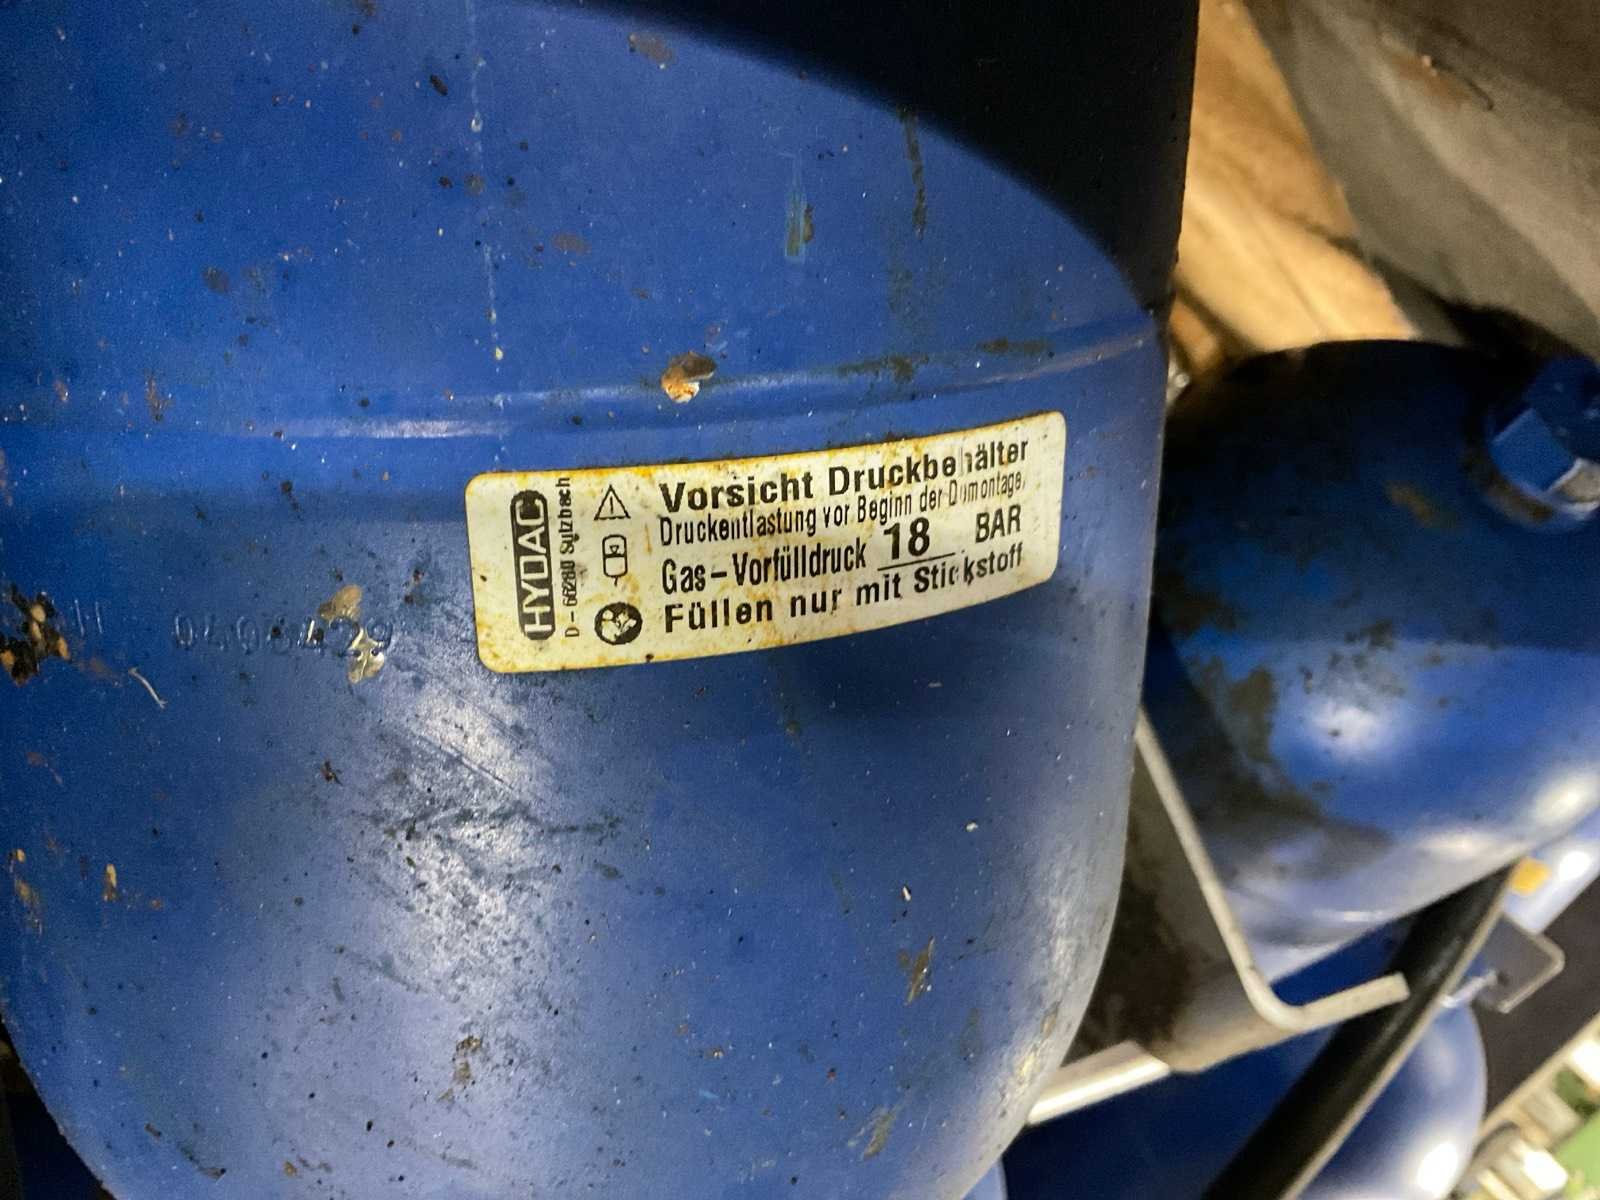 HYDAC
D-66280 Sulzbach
Vorsicht Druckbehälter
Druckentlastung vor Beginn der Demontage.
Gas-Vorfülldruck 18 BAR
Füllen nur mit Stickstoff